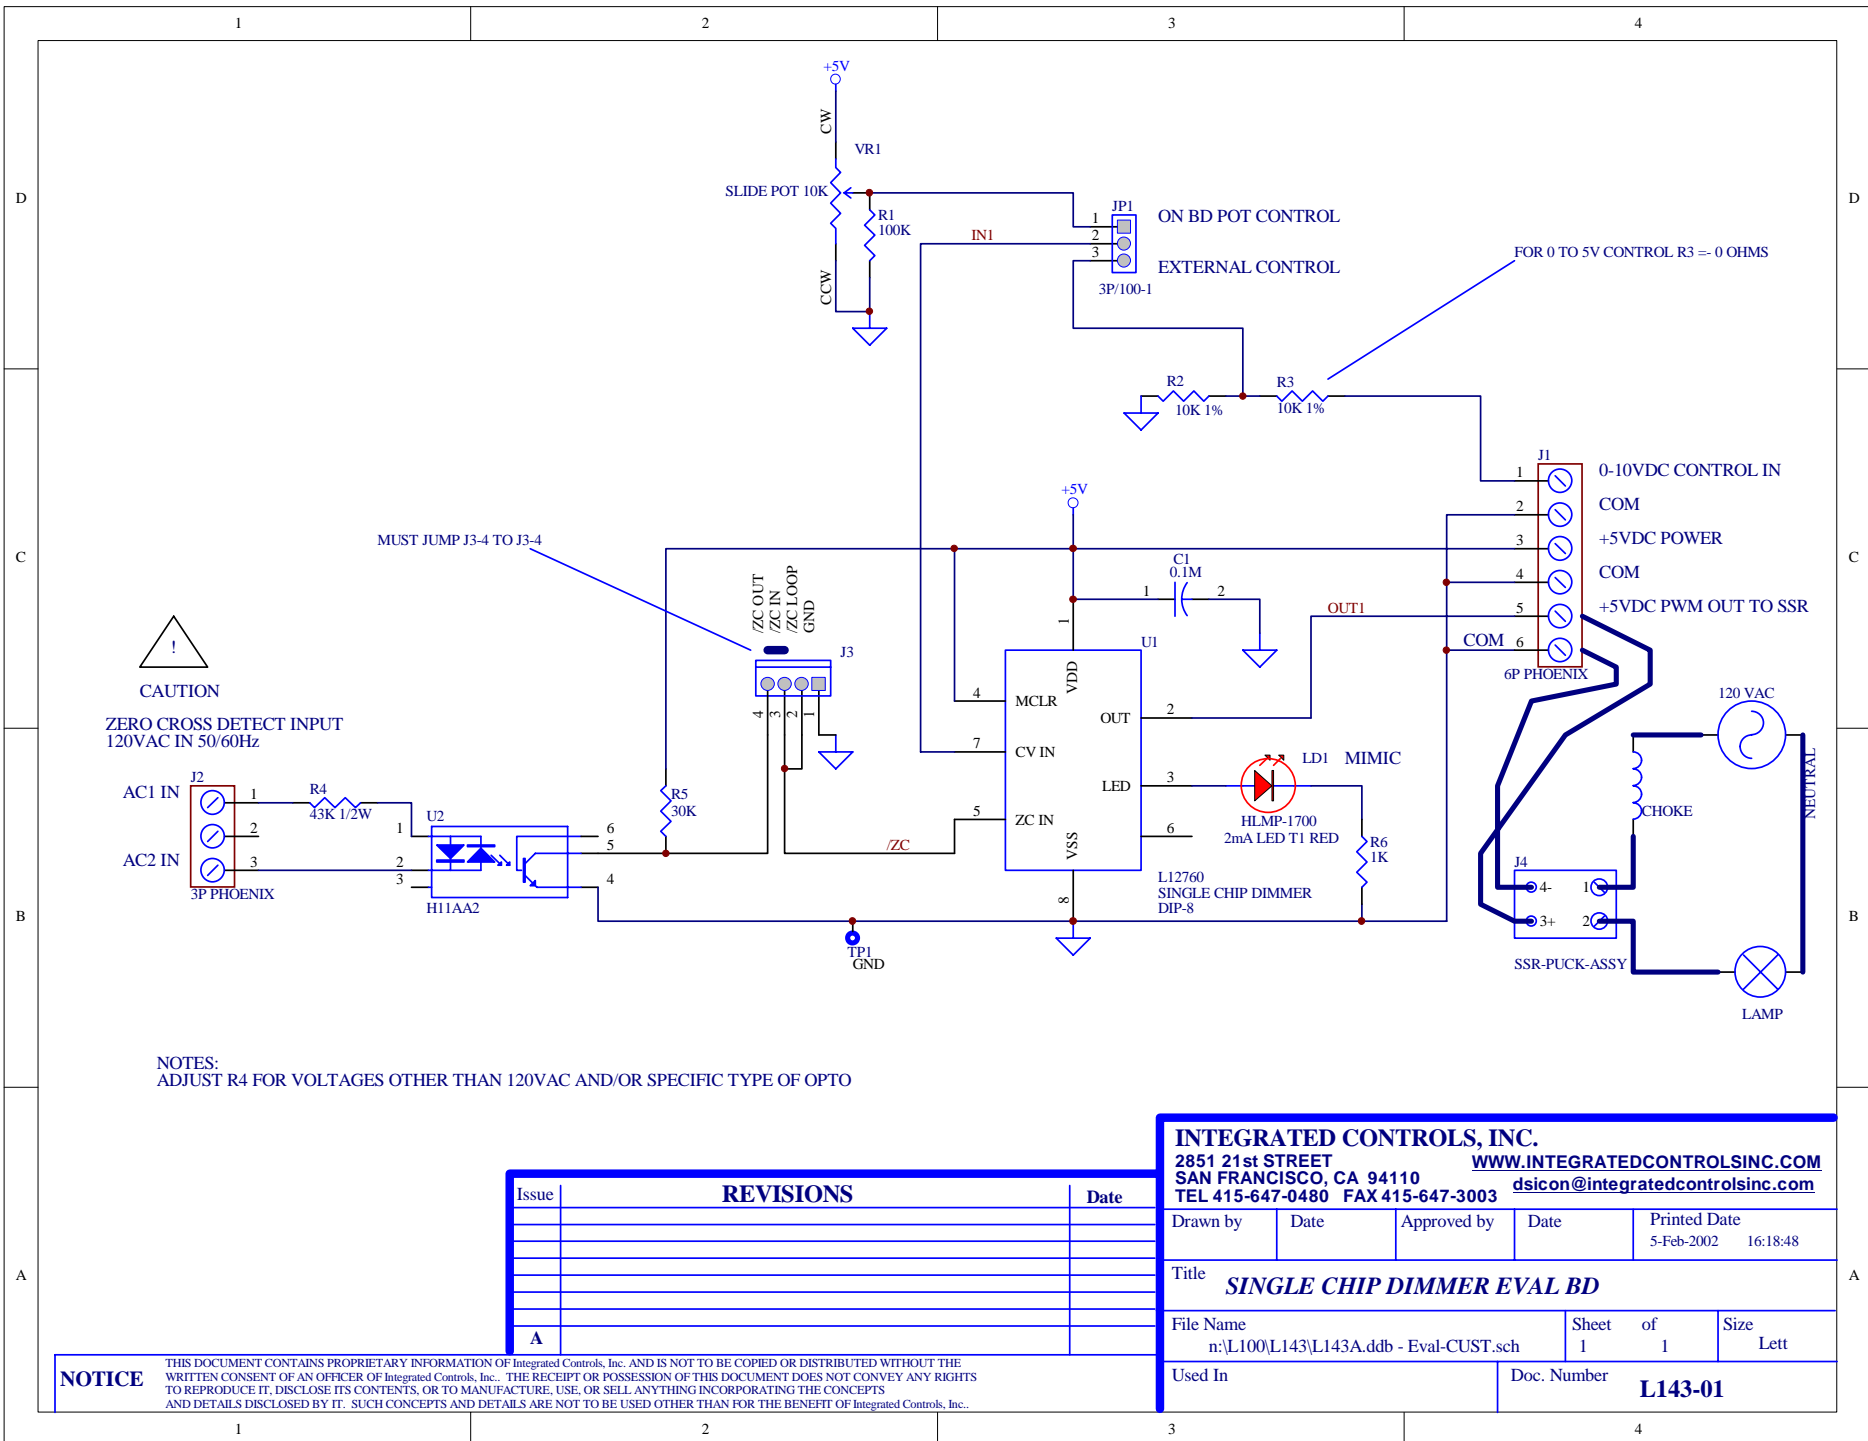 1 2 3 4
+5V
CW
VR1
SLIDE POT 10K
R1
100K
CCW
D
D
JP1
1
2
3
ON BD POT CONTROL
EXTERNAL CONTROL
3P/100-1
IN1
FOR 0 TO 5V CONTROL R3 =- 0 OHMS
R2
10K 1%
R3
10K 1%
J1
1 0-10VDC CONTROL IN
2 COM
3 +5VDC POWER
4 COM
5 +5VDC PWM OUT TO SSR
COM 6
6P PHOENIX
OUT1
+5V
C
C
MUST JUMP J3-4 TO J3-4
/ZC OUT
/ZC IN
/ZC LOOP
GND
J3
4
3
2
1
C1
0.1M
1 2
U1
1
VDD
4 MCLR
OUT 2
7 CV IN
LED 3
5 ZC IN
6
VSS
8
L12760
SINGLE CHIP DIMMER
DIP-8
LD1 MIMIC
HLMP-1700
2mA LED T1 RED
R6
1K
!
CAUTION
ZERO CROSS DETECT INPUT
120VAC IN 50/60Hz
J2
AC1 IN
1
2
AC2 IN
3
3P PHOENIX
R4
43K 1/2W
U2
1
2
3
6
5
4
H11AA2
R5
30K
/ZC
TP1
GND
120 VAC
NEUTRAL
CHOKE
J4
4- 1
3+ 2
SSR-PUCK-ASSY
LAMP
B
B
NOTES:
ADJUST R4 FOR VOLTAGES OTHER THAN 120VAC AND/OR SPECIFIC TYPE OF OPTO
A
A
Issue REVISIONS Date
A
INTEGRATED CONTROLS, INC.
2851 21st STREET WWW.INTEGRATEDCONTROLSINC.COM
SAN FRANCISCO, CA 94110 dsicon@integratedcontrolsinc.com
TEL 415-647-0480 FAX 415-647-3003
Drawn by Date Approved by Date Printed Date
5-Feb-2002 16:18:48
Title SINGLE CHIP DIMMER EVAL BD
File Name Sheet of Size
n:\L100\L143\L143A.ddb - Eval-CUST.sch 1 1 Lett
Used In Doc. Number L143-01
NOTICE
THIS DOCUMENT CONTAINS PROPRIETARY INFORMATION OF Integrated Controls, Inc. AND IS NOT TO BE COPIED OR DISTRIBUTED WITHOUT THE
WRITTEN CONSENT OF AN OFFICER OF Integrated Controls, Inc.. THE RECEIPT OR POSSESSION OF THIS DOCUMENT DOES NOT CONVEY ANY RIGHTS
TO REPRODUCE IT, DISCLOSE ITS CONTENTS, OR TO MANUFACTURE, USE, OR SELL ANYTHING INCORPORATING THE CONCEPTS
AND DETAILS DISCLOSED BY IT. SUCH CONCEPTS AND DETAILS ARE NOT TO BE USED OTHER THAN FOR THE BENEFIT OF Integrated Controls, Inc..
1 2 3 4